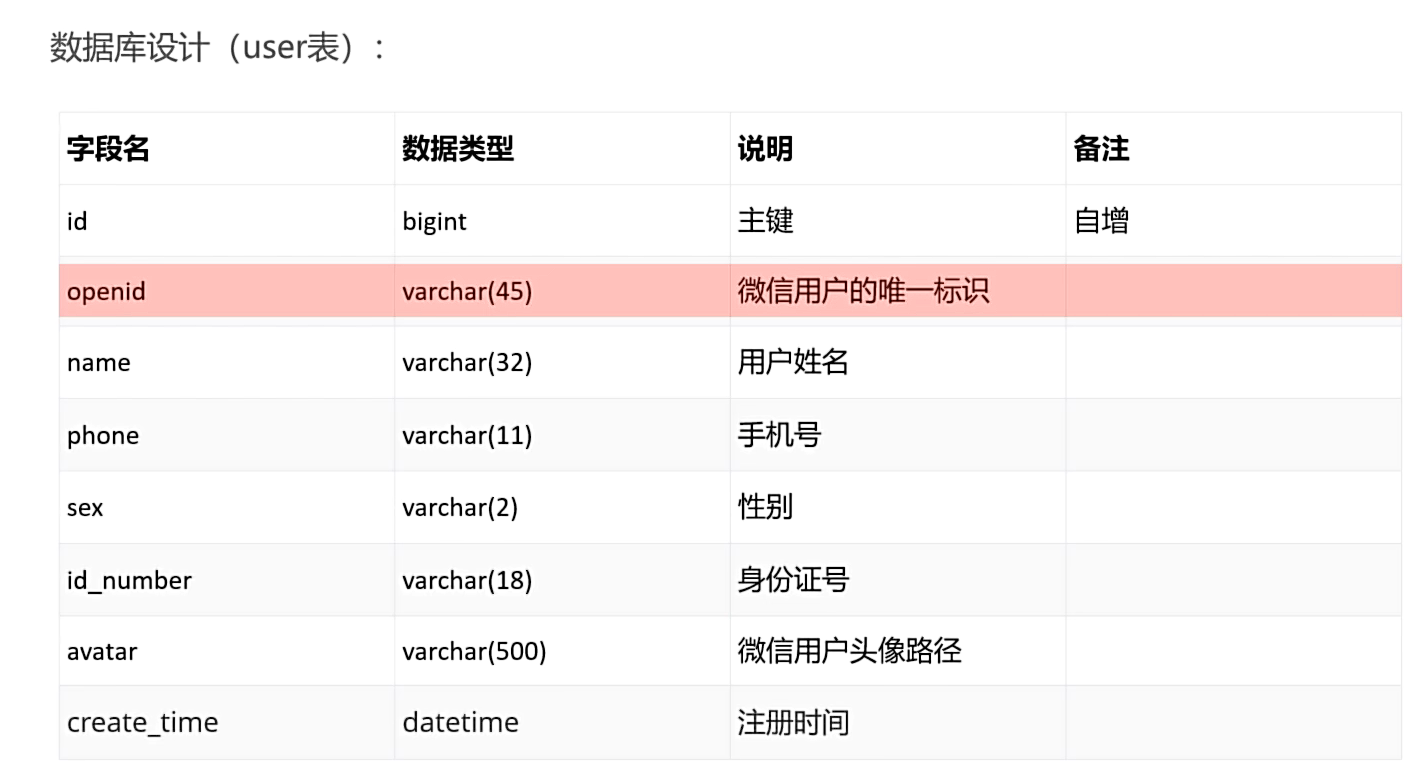 数据库设计（user表）：
字段名 数据类型 说明 备注
id bigint 主键 自增
openid varchar(45) 微信用户的唯一标识
name varchar(32) 用户姓名
phone varchar(11) 手机号
sex varchar(2) 性别
id_number varchar(18) 身份证号
avatar varchar(500) 微信用户头像路径
create_time datetime 注册时间